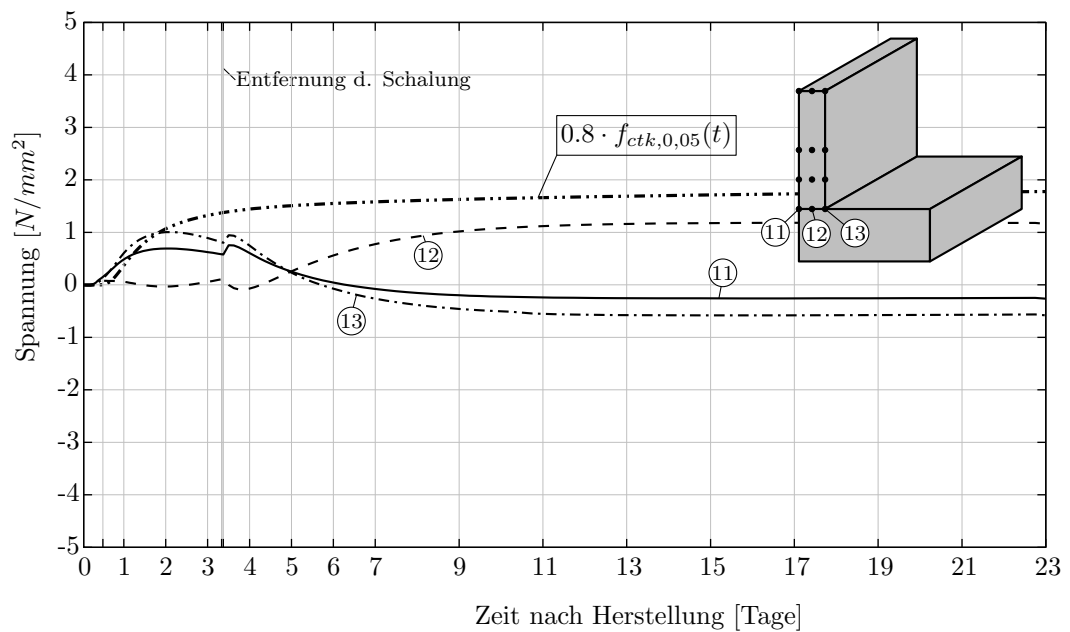 5
4
3
2
1
0
-1
-2
-3
-4
-5
Spannung [N/mm²]
Entfernung d. Schalung
0.8 · f_{ctk,0,05}(t)
11 12 13
12
11
13
0 1 2 3 4 5 6 7 9 11 13 15 17 19 21 23
Zeit nach Herstellung [Tage]